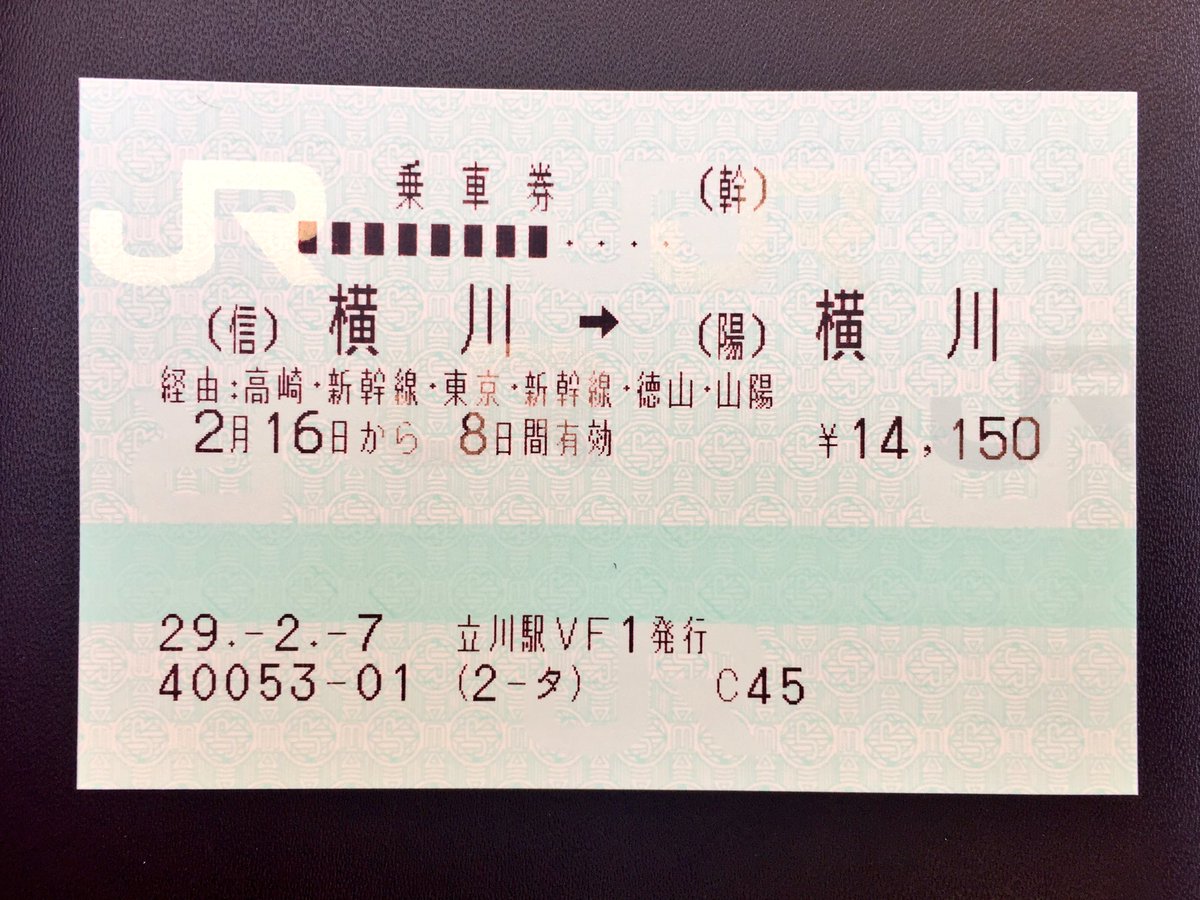 JR 乗車券 (幹)
(信) 横川 → (陽) 横川
経由:高崎・新幹線・東京・新幹線・徳山・山陽
2月16日から 8日間有効 ¥14,150
29.-2.-7 立川駅VF1発行
40053-01 (2-タ) C45